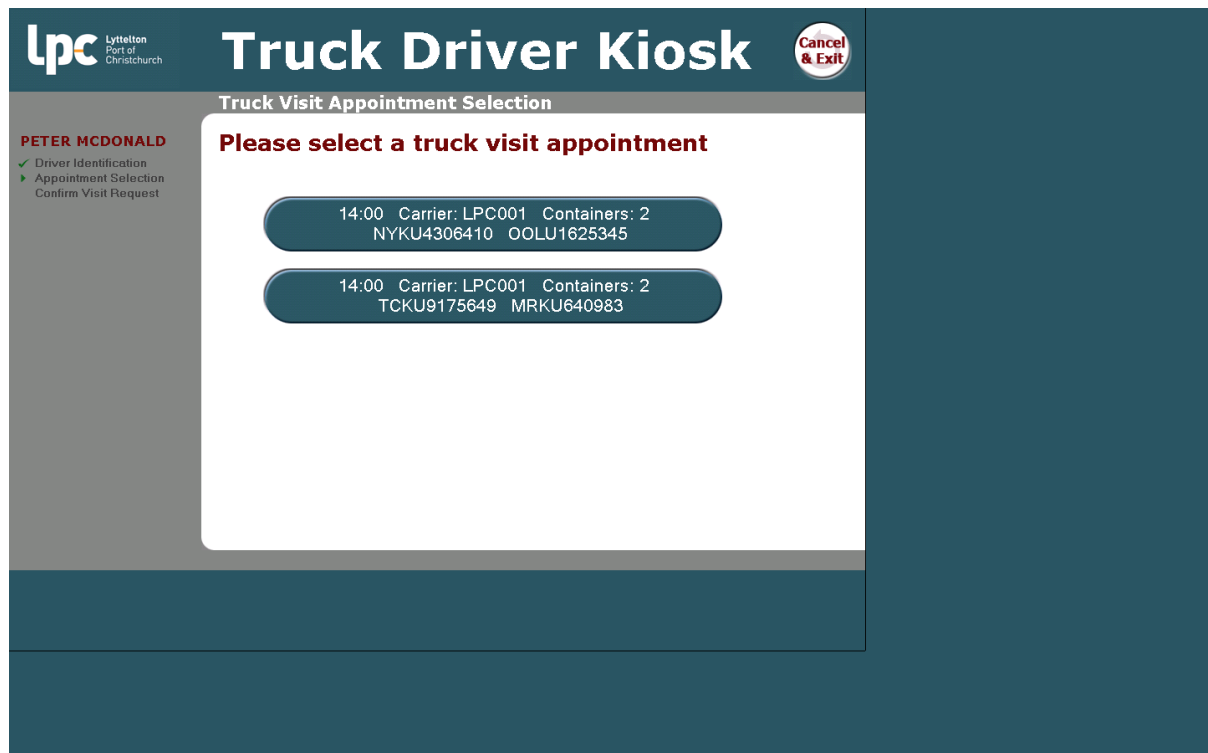 lpc Lyttelton
Port of
Christchurch
Truck Driver Kiosk
Cancel
& Exit
Truck Visit Appointment Selection
PETER MCDONALD
Driver Identification
Appointment Selection
Confirm Visit Request
Please select a truck visit appointment
14:00 Carrier: LPC001 Containers: 2
NYKU4306410 OOLU1625345
14:00 Carrier: LPC001 Containers: 2
TCKU9175649 MRKU640983